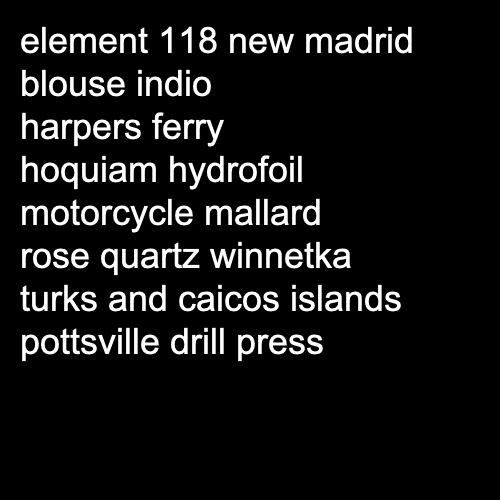 element 118 new madrid
blouse indio
harpers ferry
hoquiam hydrofoil
motorcycle mallard
rose quartz winnetka
turks and caicos islands
pottsville drill press